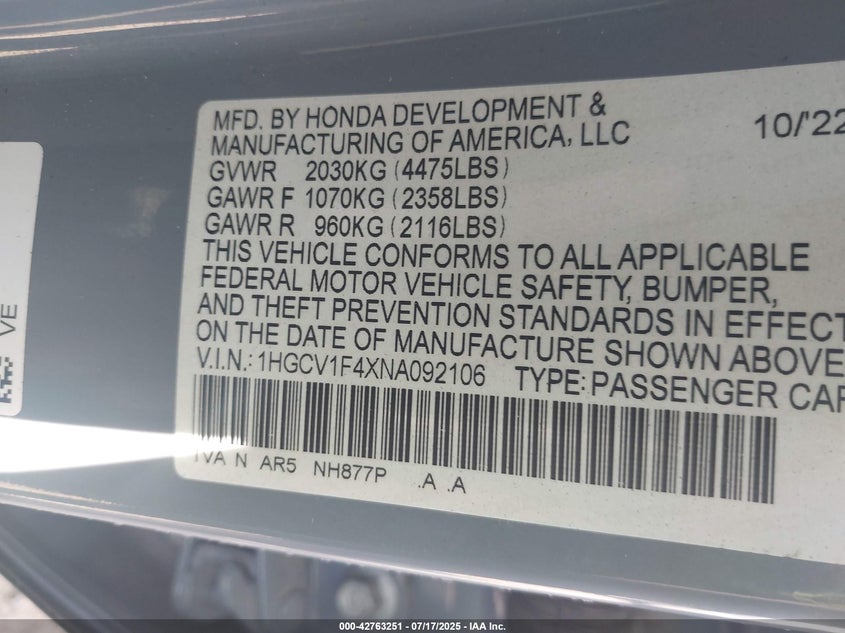 MFD. BY HONDA DEVELOPMENT &
MANUFACTURING OF AMERICA, LLC 10/'22
GVWR 2030KG (4475LBS)
GAWR F 1070KG (2358LBS)
GAWR R 960KG (2116LBS)
THIS VEHICLE CONFORMS TO ALL APPLICABLE
FEDERAL MOTOR VEHICLE SAFETY, BUMPER,
AND THEFT PREVENTION STANDARDS IN EFFECT
ON THE DATE OF MANUFACTURE SHOWN ABOVE
V.I.N.: 1HGCV1F4XNA092106 TYPE: PASSENGER CAR
TVA N AR5 NH877P .A .A
VE
000-42763251 | 07/17/2025 - IAA Inc.